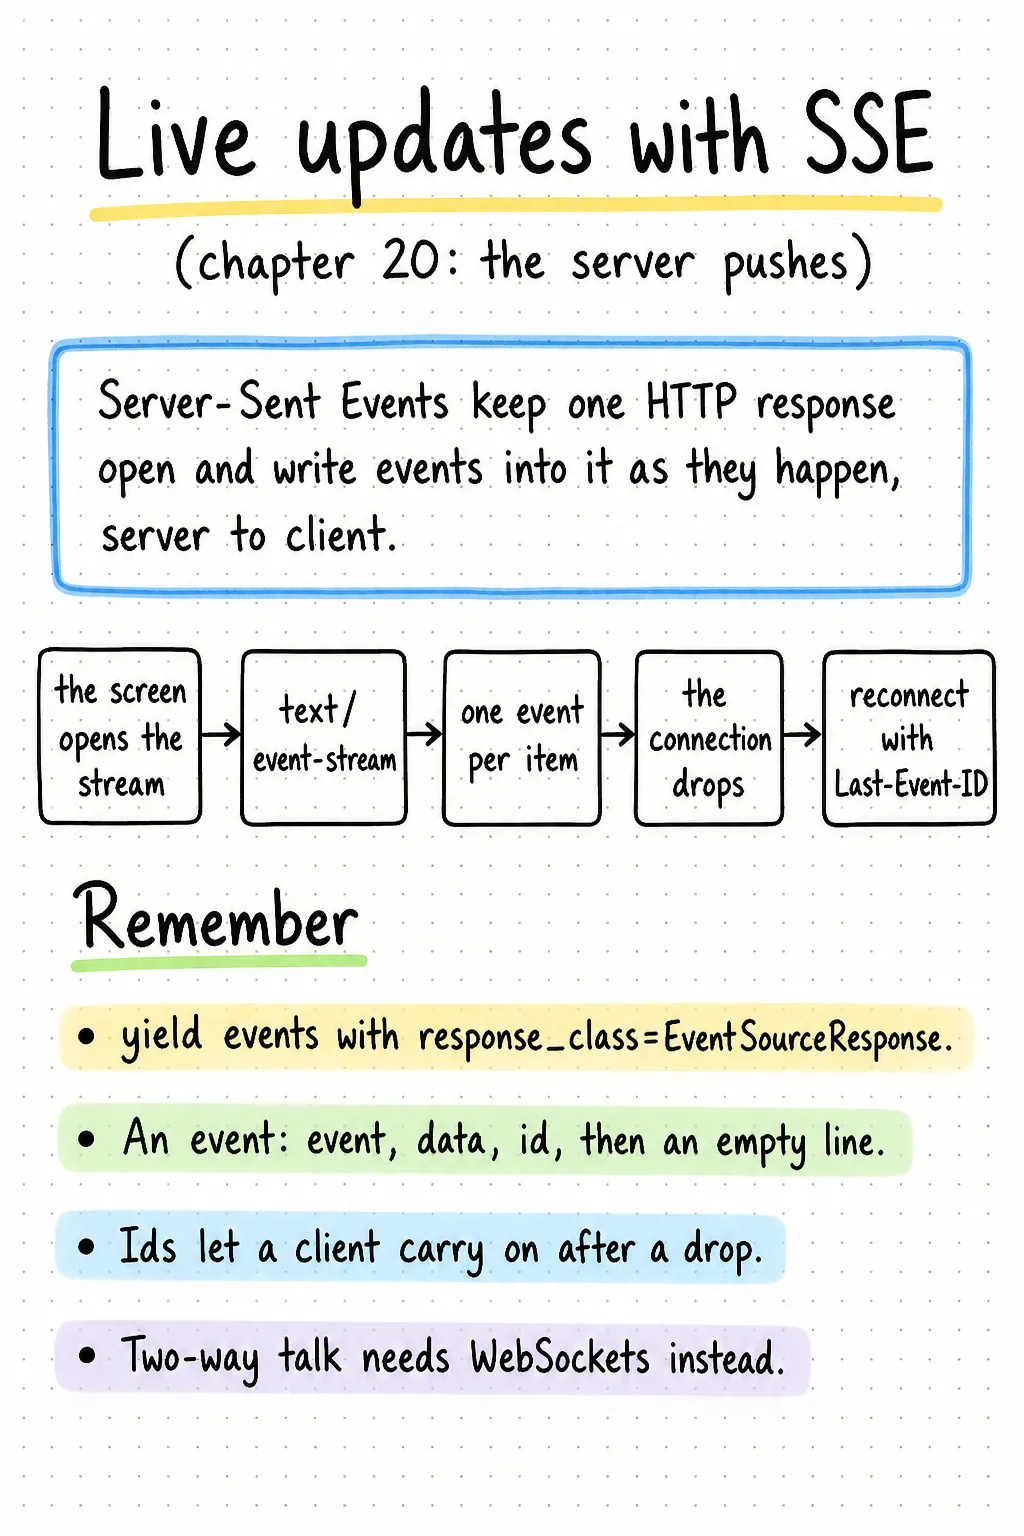 Live updates with SSE
(chapter 20: the server pushes)
Server-Sent Events keep one HTTP response
open and write events into it as they happen,
server to client.
the screen
opens the
stream
text/
event-stream
one event
per item
the
connection
drops
reconnect
with
Last-Event-ID
Remember
• yield events with response_class=EventSourceResponse.
• An event: event, data, id, then an empty line.
• Ids let a client carry on after a drop.
• Two-way talk needs WebSockets instead.